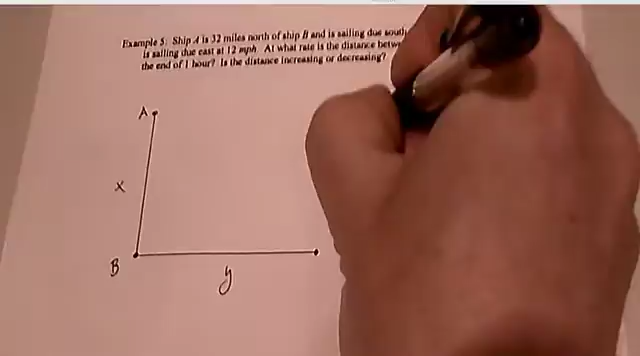 Example 5: Ship A is 32 miles north of ship B and is sailing due south
is sailing due east at 12 mph. At what rate is the distance
the end of 1 hour? Is the distance increasing or decreasing?
A
x
B
y